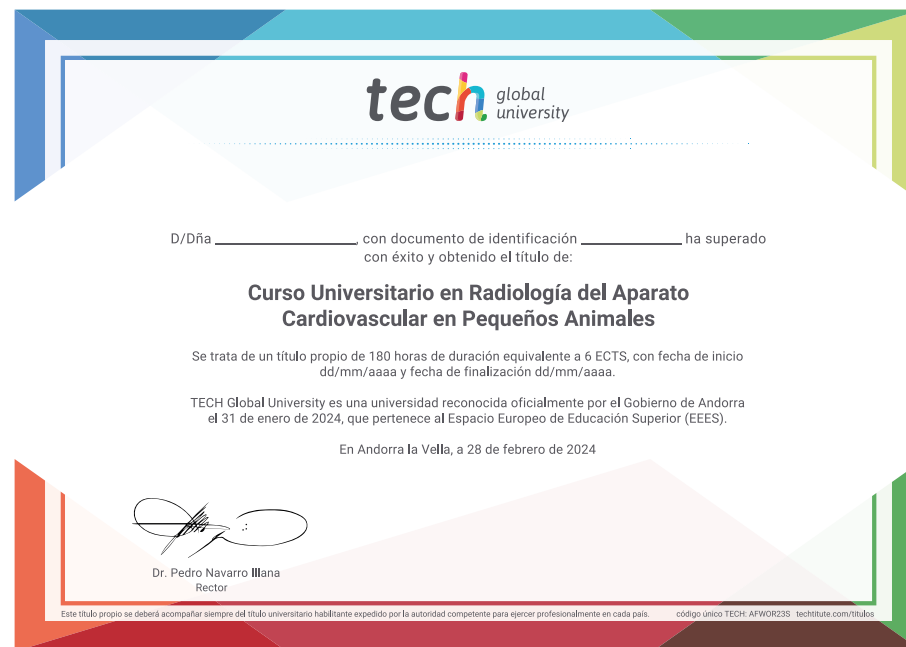 tech global university
D/Dña ____________________, con documento de identificación ______________ ha superado
con éxito y obtenido el título de:
Curso Universitario en Radiología del Aparato
Cardiovascular en Pequeños Animales
Se trata de un título propio de 180 horas de duración equivalente a 6 ECTS, con fecha de inicio
dd/mm/aaaa y fecha de finalización dd/mm/aaaa.
TECH Global University es una universidad reconocida oficialmente por el Gobierno de Andorra
el 31 de enero de 2024, que pertenece al Espacio Europeo de Educación Superior (EEES).
En Andorra la Vella, a 28 de febrero de 2024
Dr. Pedro Navarro Illana
Rector
Este título propio se deberá acompañar siempre del título universitario habilitante expedido por la autoridad competente para ejercer profesionalmente en cada país. código único TECH: AFWOR23S techtitute.com/titulos